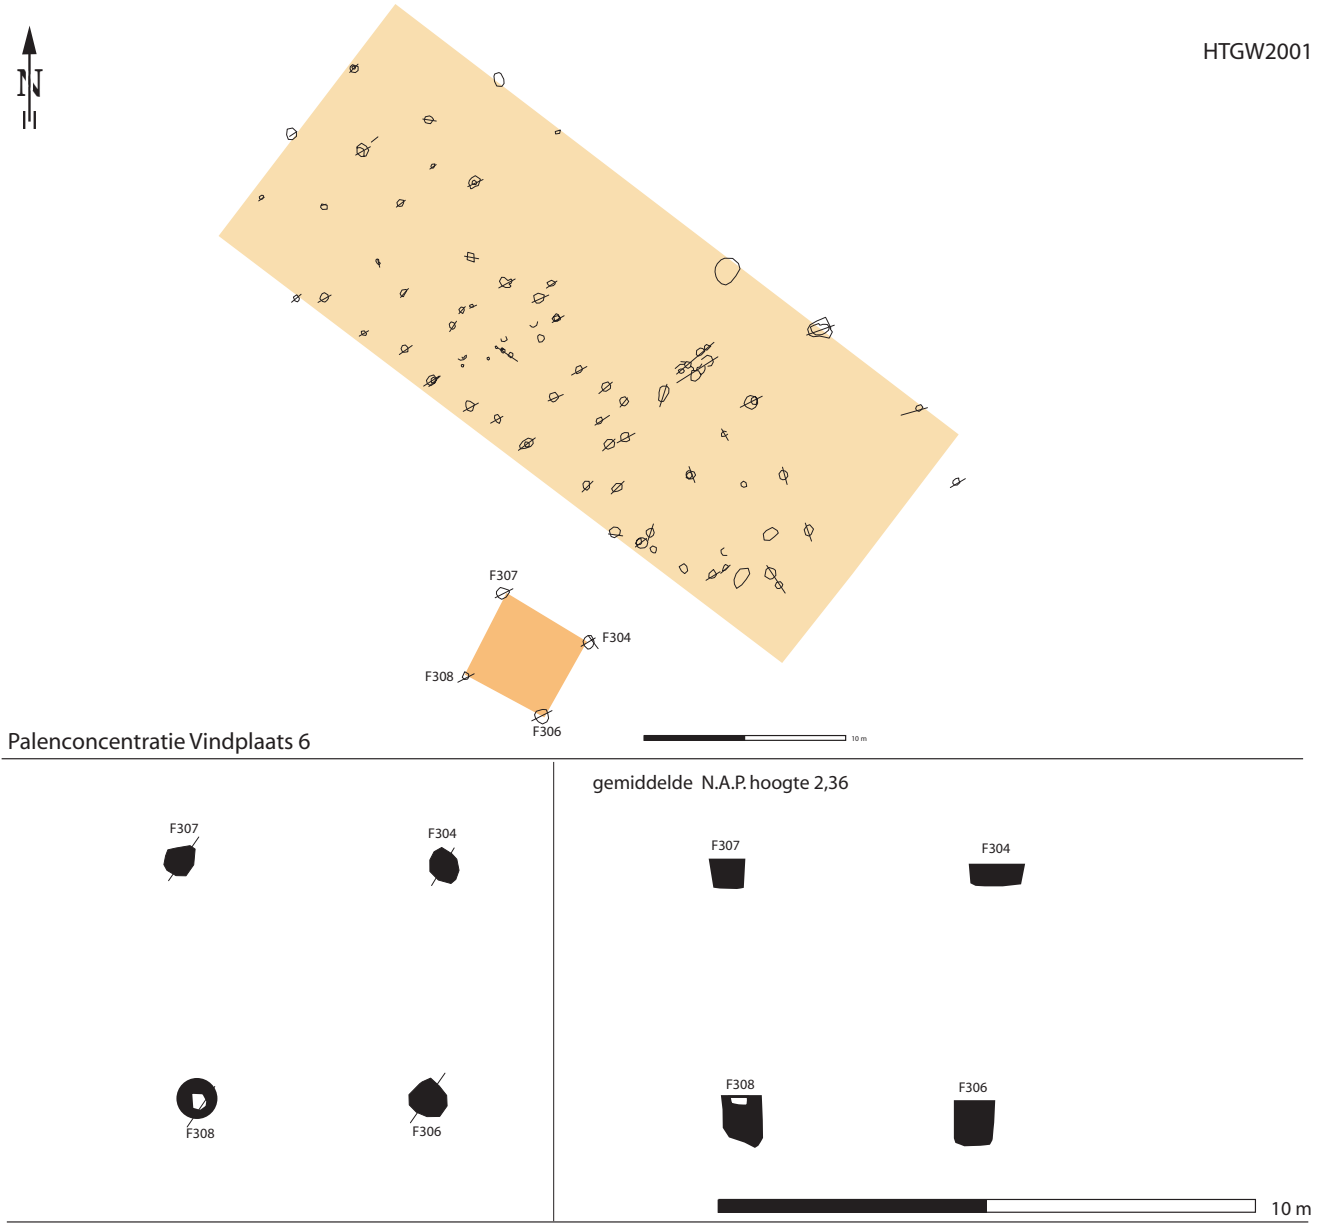 N
HTGW2001
F307
F304
F308
F306
Palenconcentratie Vindplaats 6
10 m
gemiddelde N.A.P. hoogte 2,36
F307
F304
F308
F306
F307
F304
F308
F306
10 m